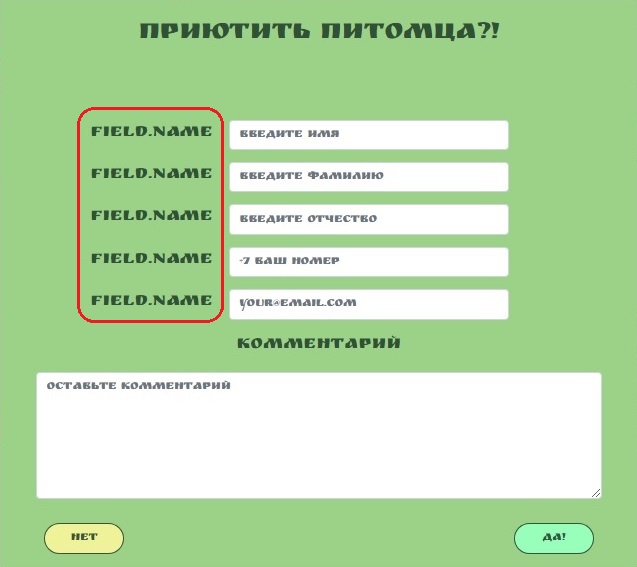 ПРИЮТИТЬ ПИТОМЦА?!
FIELD.NAME ВВЕДИТЕ ИМЯ
FIELD.NAME ВВЕДИТЕ ФАМИЛИЮ
FIELD.NAME ВВЕДИТЕ ОТЧЕСТВО
FIELD.NAME +7 ВАШ НОМЕР
FIELD.NAME YOUR@EMAIL.COM
КОММЕНТАРИЙ
ОСТАВЬТЕ КОММЕНТАРИЙ
НЕТ ДА!